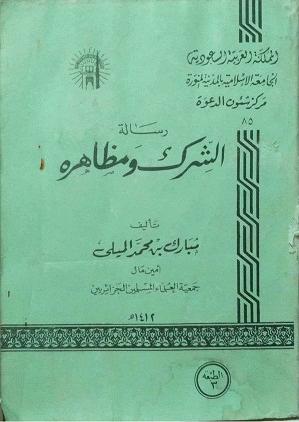 المملكة العربية السعودية
الجامعة الإسلامية بالمدينة المنورة
مركز شئون الدعوة
٨٥
رسالة
الشرك ومظاهره
تأليف
مبارك بن محمد الميلي
أمين مال
جمعية العلماء المسلمين الجزائريين
١٤١٢هـ
الطبعة
٣